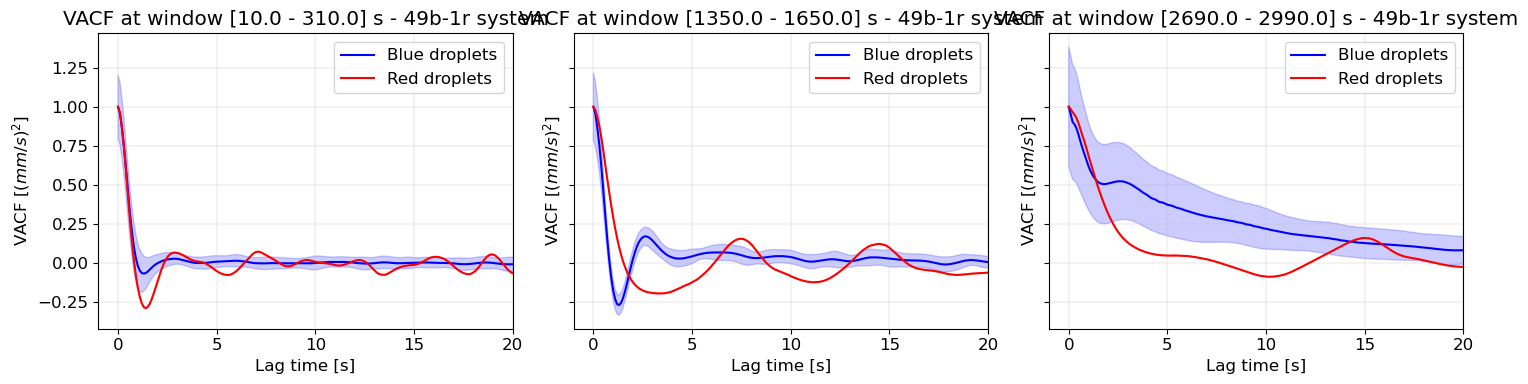 VACF at window [10.0 - 310.0] s - 49b-1r system
VACF [(mm/s)²]
1.25
1.00
0.75
0.50
0.25
0.00
−0.25
Blue droplets
Red droplets
0 5 10 15 20
Lag time [s]
VACF at window [1350.0 - 1650.0] s - 49b-1r system
VACF [(mm/s)²]
Blue droplets
Red droplets
0 5 10 15 20
Lag time [s]
VACF at window [2690.0 - 2990.0] s - 49b-1r system
VACF [(mm/s)²]
Blue droplets
Red droplets
0 5 10 15 20
Lag time [s]